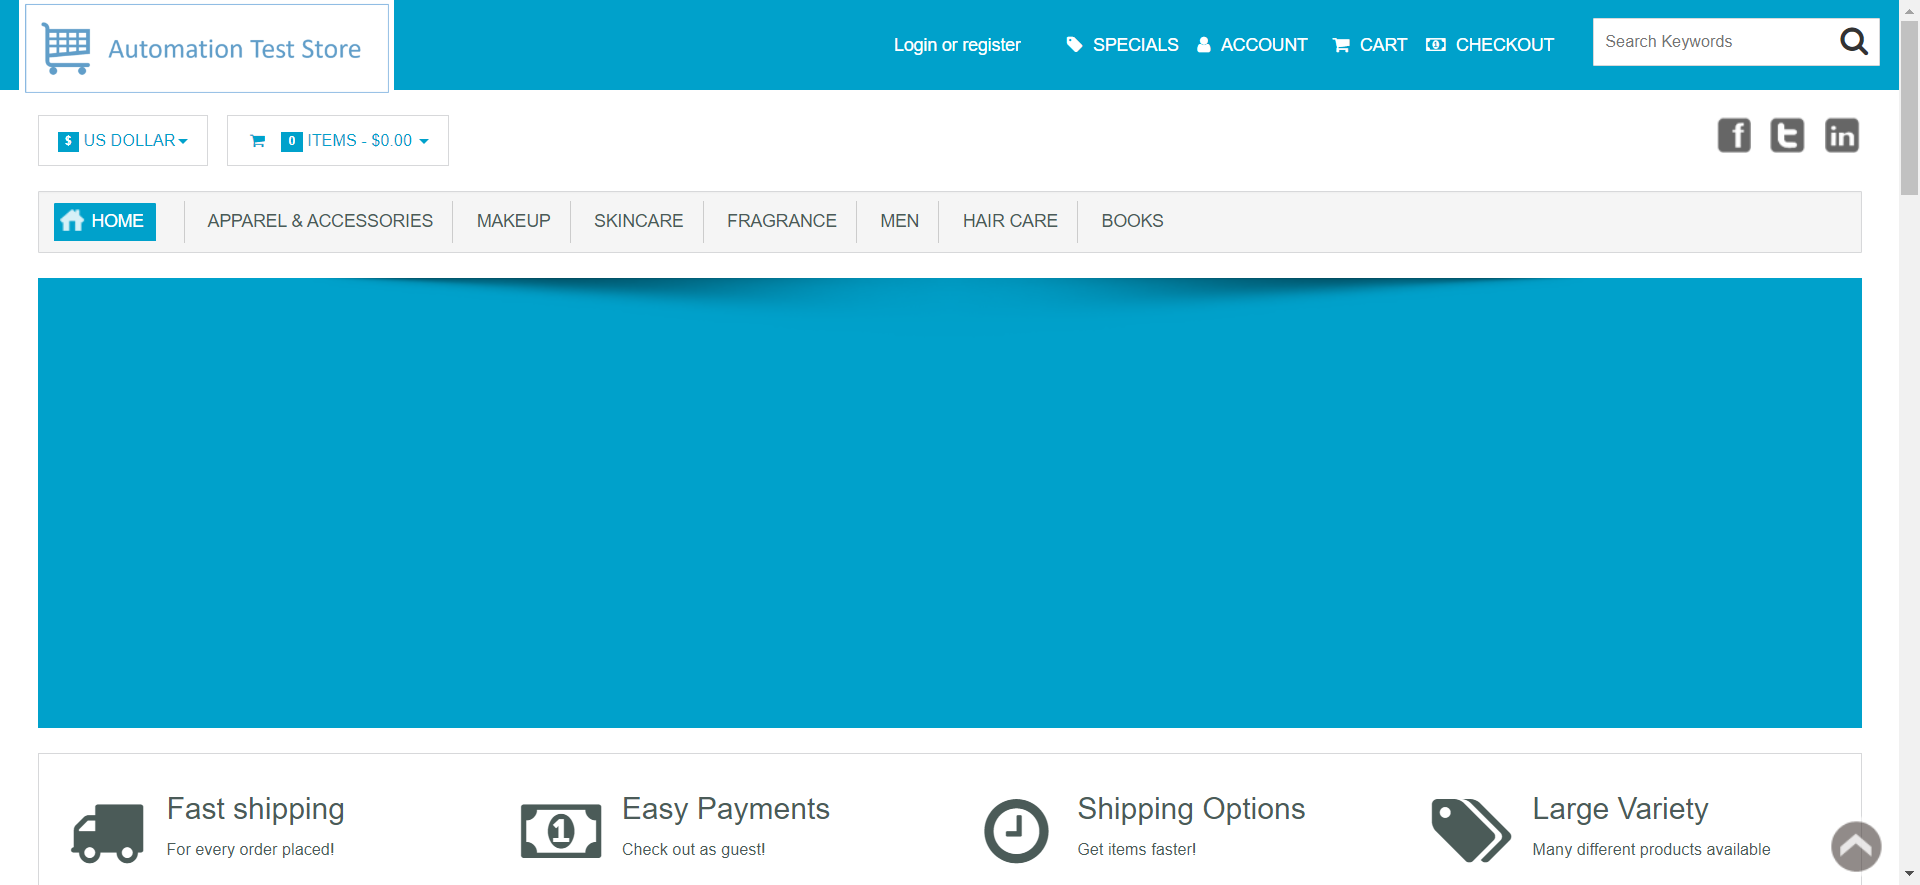 Automation Test Store
Login or register SPECIALS ACCOUNT CART CHECKOUT
Search Keywords
$ US DOLLAR
0 ITEMS - $0.00
f t in
HOME APPAREL & ACCESSORIES MAKEUP SKINCARE FRAGRANCE MEN HAIR CARE BOOKS
Fast shipping
For every order placed!
1
Easy Payments
Check out as guest!
Shipping Options
Get items faster!
Large Variety
Many different products available